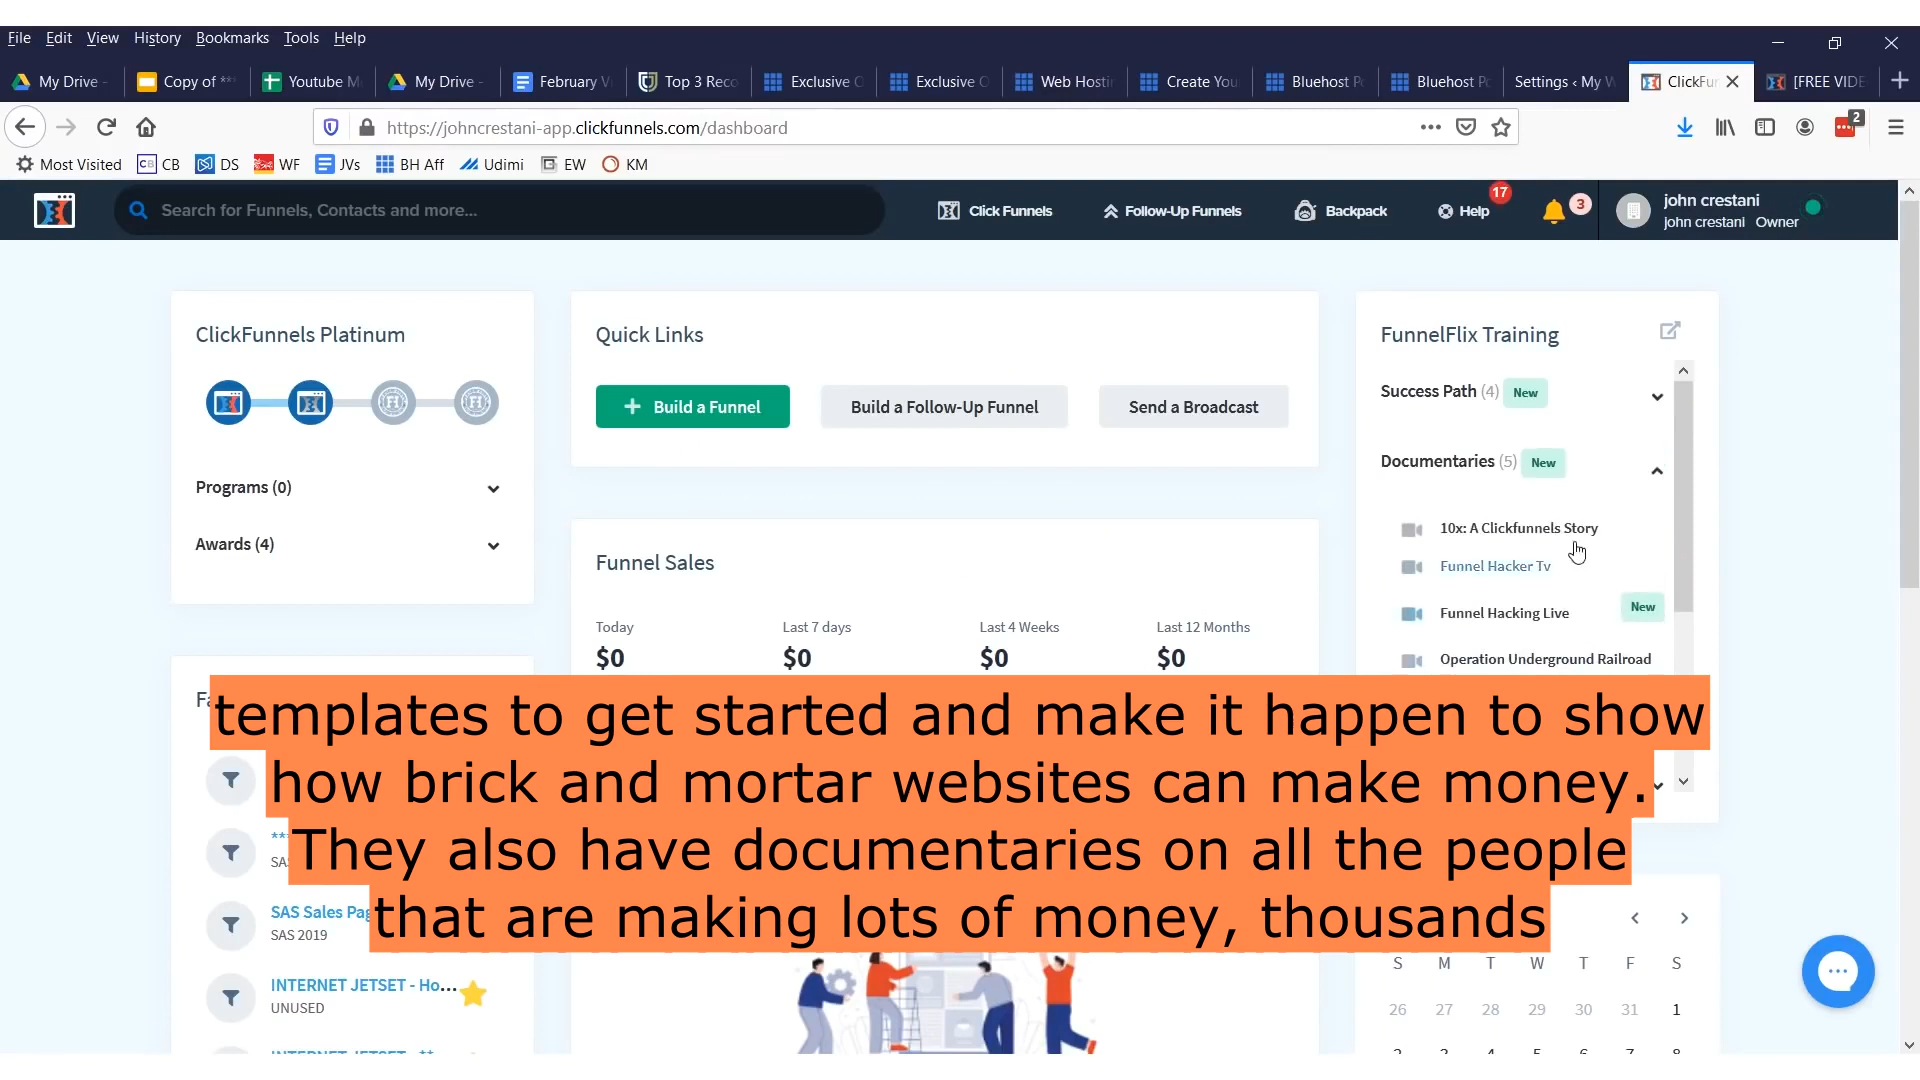 File Edit View History Bookmarks Tools Help
My Drive - Copy of *** Youtube M My Drive - February V Top 3 Reco Exclusive O Exclusive O Web Hostin Create You Bluehost Po Bluehost Po Settings ‹ My W ClickFun [FREE VIDE
https://johncrestani-app.clickfunnels.com/dashboard
2
Most Visited CB CB DS WF JVs BH Aff Udimi EW KM
Search for Funnels, Contacts and more...
Click Funnels Follow-Up Funnels Backpack Help 17 3
john crestani
john crestani Owner
ClickFunnels Platinum
Programs (0)
Awards (4)
Quick Links
+ Build a Funnel Build a Follow-Up Funnel Send a Broadcast
Funnel Sales
Today Last 7 days Last 4 Weeks Last 12 Months
$0 $0 $0 $0
FunnelFlix Training
Success Path (4) New
Documentaries (5) New
10x: A Clickfunnels Story
Funnel Hacker Tv
Funnel Hacking Live New
Operation Underground Railroad
templates to get started and make it happen to show
how brick and mortar websites can make money.
They also have documentaries on all the people
that are making lots of money, thousands
SAS Sales Pag
SAS 2019
INTERNET JETSET - Ho...
UNUSED
S M T W T F S
26 27 28 29 30 31 1